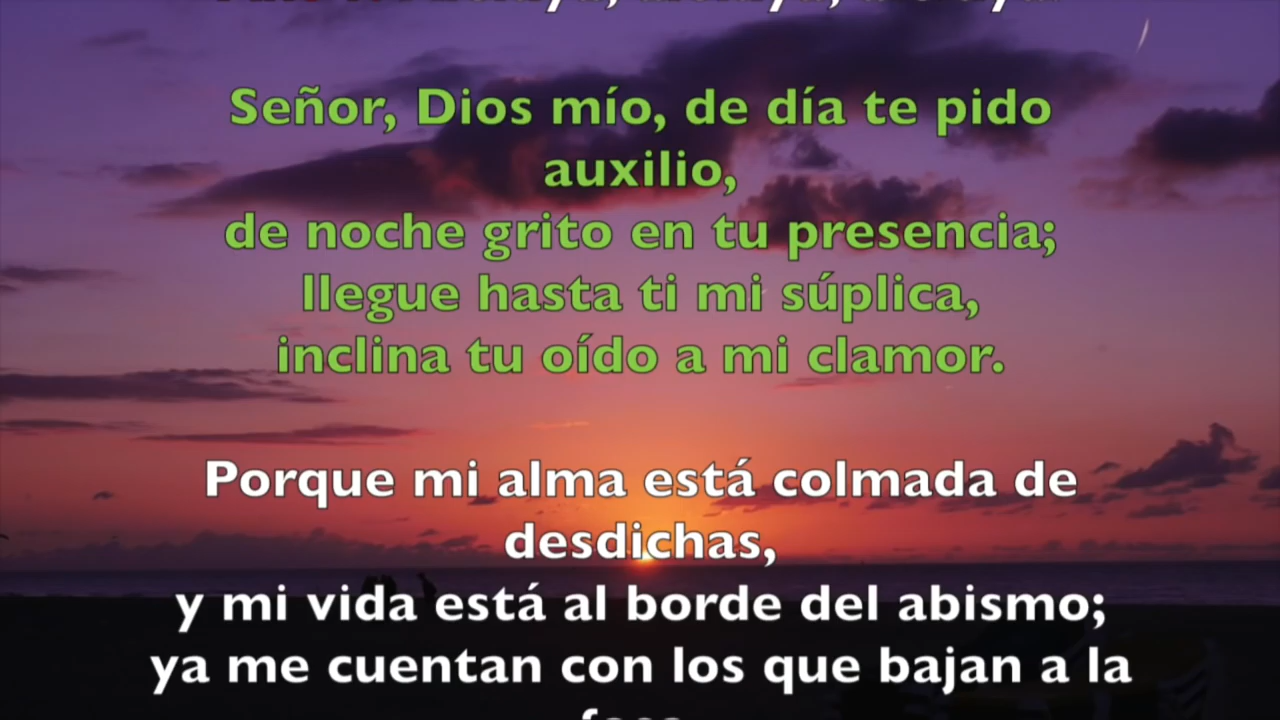 Señor, Dios mío, de día te pido
auxilio,
de noche grito en tu presencia;
llegue hasta ti mi súplica,
inclina tu oído a mi clamor.
Porque mi alma está colmada de
desdichas,
y mi vida está al borde del abismo;
ya me cuentan con los que bajan a la